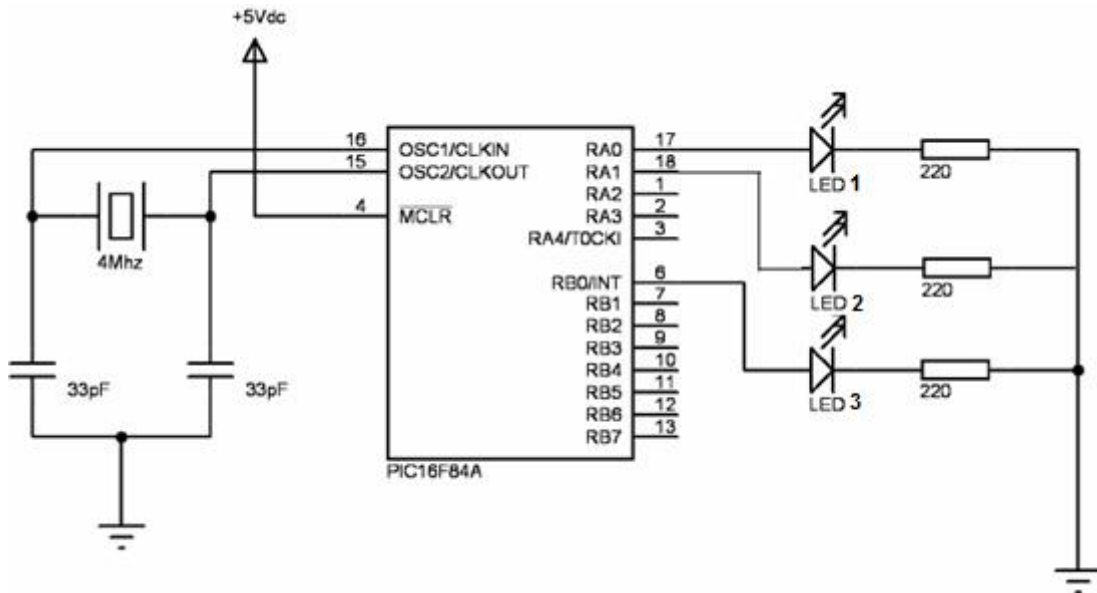 +5Vdc
16
OSC1/CLKIN
RA0
17
15
OSC2/CLKOUT
RA1
18
RA2
1
4
MCLR
RA3
2
RA4/T0CKI
3
4Mhz
RB0/INT
6
RB1
7
RB2
8
RB3
9
RB4
10
RB5
11
RB6
12
RB7
13
33pF
33pF
PIC16F84A
LED 1
220
LED 2
220
LED 3
220